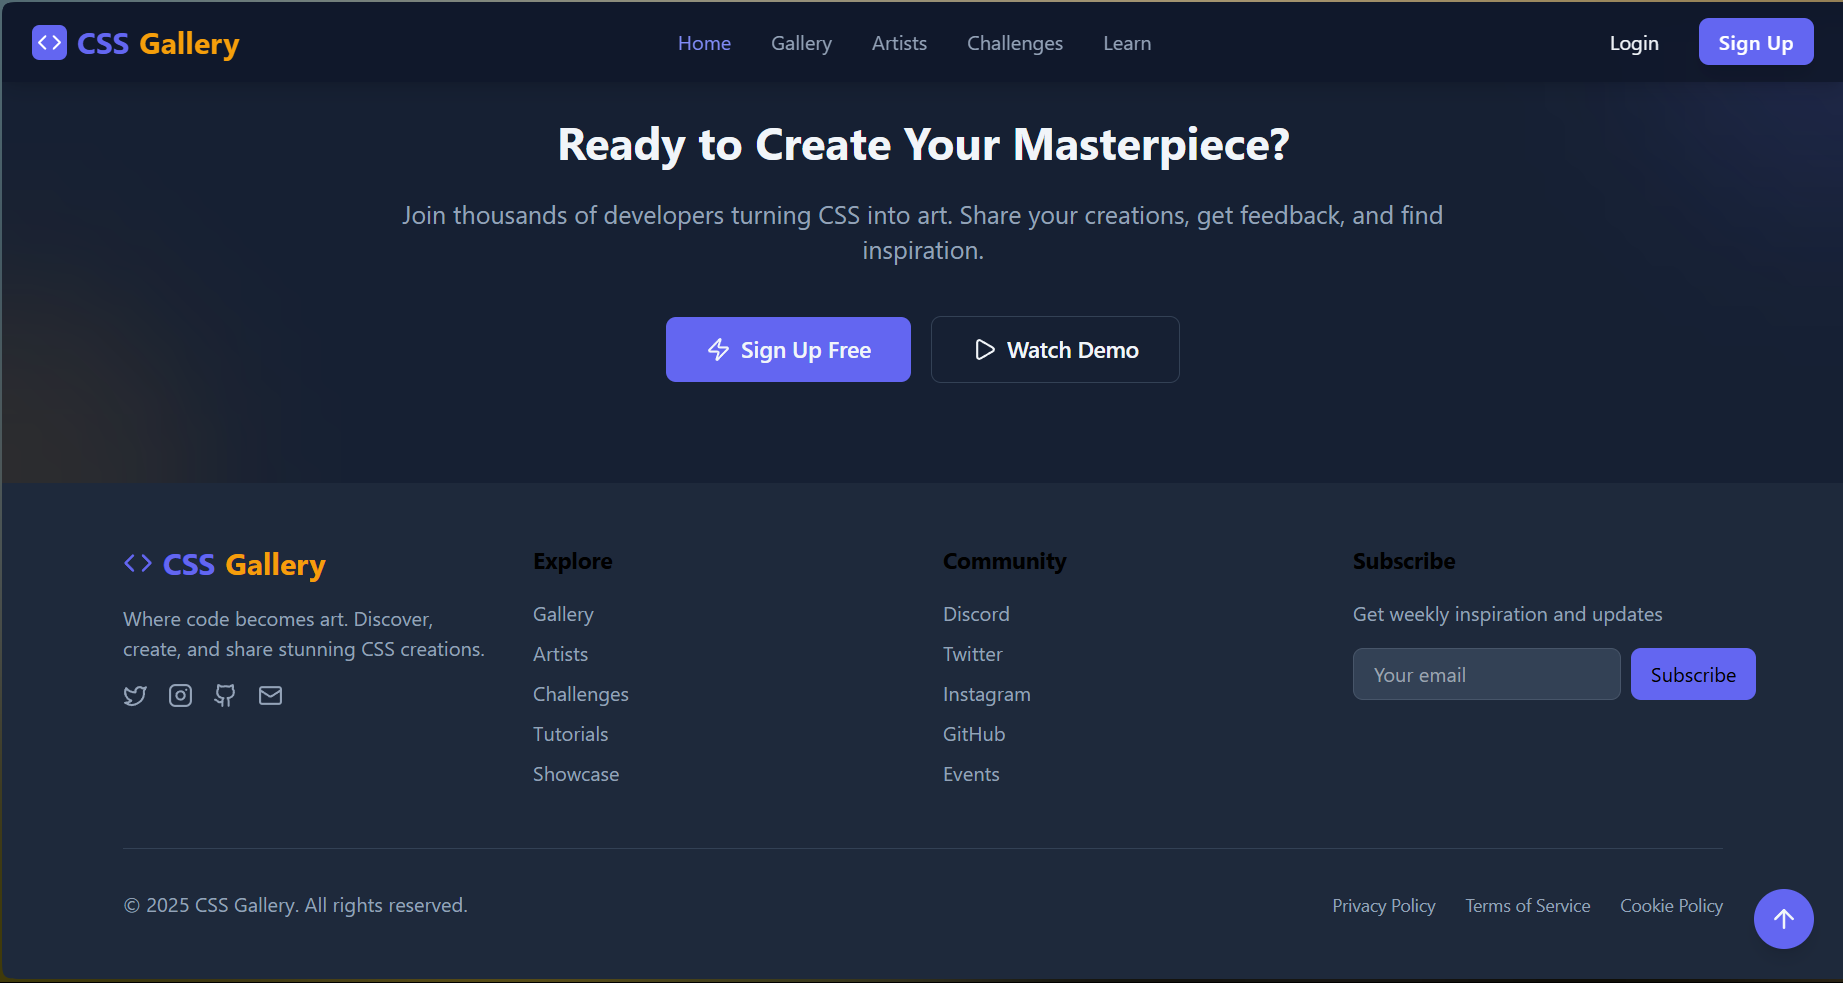 CSS Gallery
Home
Gallery
Artists
Challenges
Learn
Login
Sign Up
Ready to Create Your Masterpiece?
Join thousands of developers turning CSS into art. Share your creations, get feedback, and find
inspiration.
Sign Up Free
Watch Demo
CSS Gallery
Where code becomes art. Discover,
create, and share stunning CSS creations.
Explore
Gallery
Artists
Challenges
Tutorials
Showcase
Community
Discord
Twitter
Instagram
GitHub
Events
Subscribe
Get weekly inspiration and updates
Your email
Subscribe
© 2025 CSS Gallery. All rights reserved.
Privacy Policy
Terms of Service
Cookie Policy